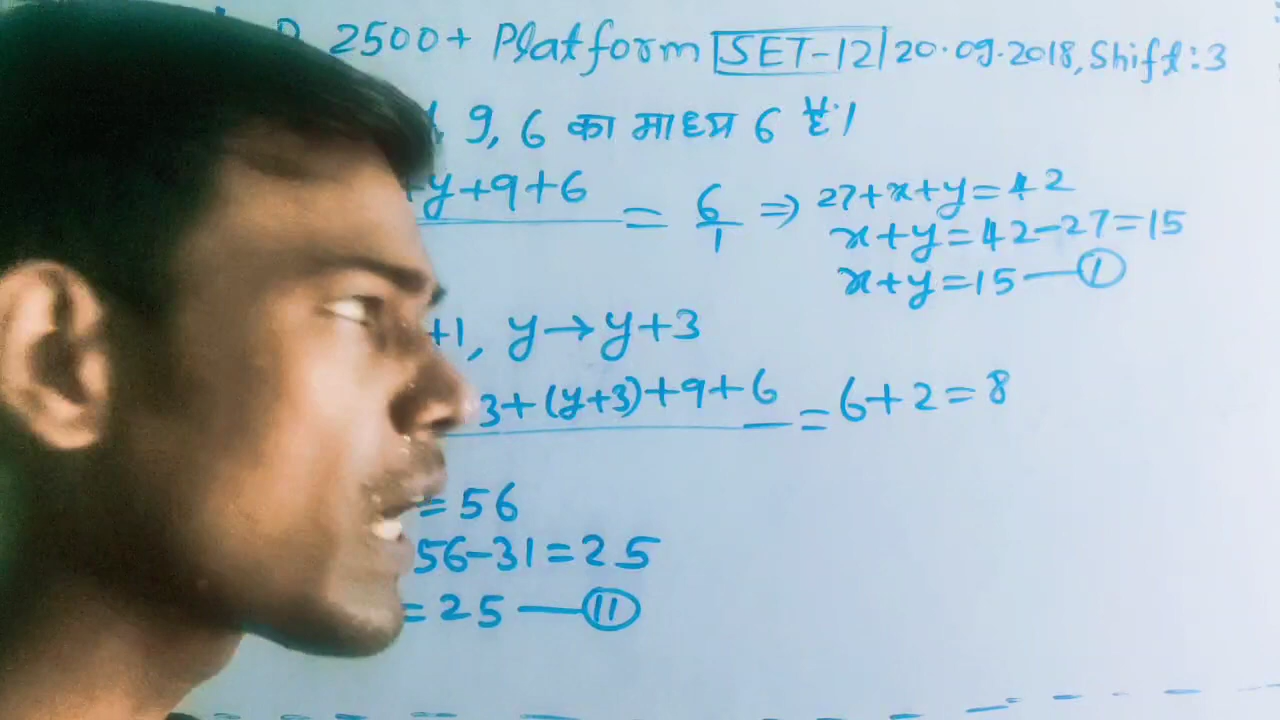 2500+ Platform SET-12 20.09.2018, Shift:3
9, 6 का माध्य 6 है।
+y+9+6 = 6/1 ⇒ 27+x+y=42
x+y=42-27=15
x+y=15 — ①
+1, y→y+3
3+(y+3)+9+6 = 6+2=8
=56
56-31=25
=25 — ⑪